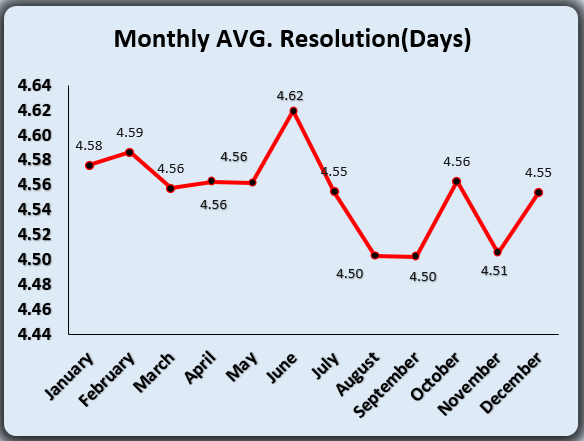 Monthly AVG. Resolution(Days)
4.64
4.62
4.60
4.58
4.56
4.54
4.52
4.50
4.48
4.46
4.44
4.58
4.59
4.56
4.56
4.56
4.62
4.55
4.50
4.50
4.56
4.51
4.55
January
February
March
April
May
June
July
August
September
October
November
December